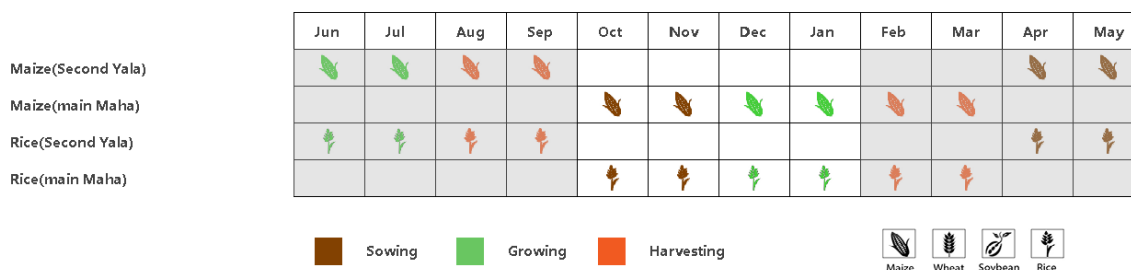 Jun Jul Aug Sep Oct Nov Dec Jan Feb Mar Apr May
Maize(Second Yala)
Maize(main Maha)
Rice(Second Yala)
Rice(main Maha)
Sowing Growing Harvesting
Maize Wheat Soybean Rice